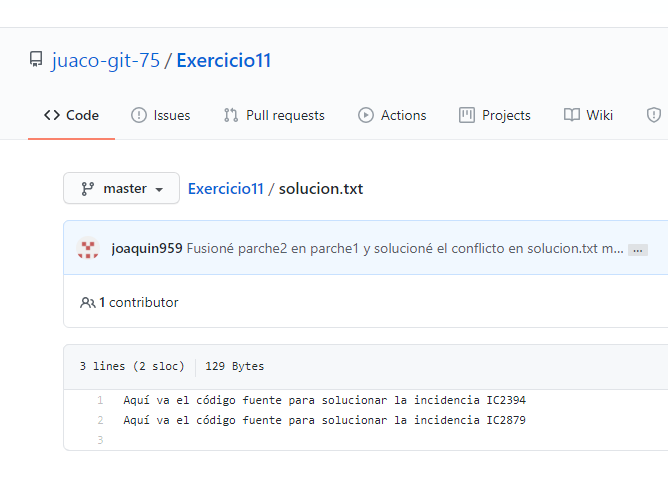 juaco-git-75 / Exercicio11
Code Issues Pull requests Actions Projects Wiki
master Exercicio11 / solucion.txt
joaquin959 Fusioné parche2 en parche1 y solucioné el conflicto en solucion.txt m... ...
1 contributor
3 lines (2 sloc) 129 Bytes
1 Aquí va el código fuente para solucionar la incidencia IC2394
2 Aquí va el código fuente para solucionar la incidencia IC2879
3